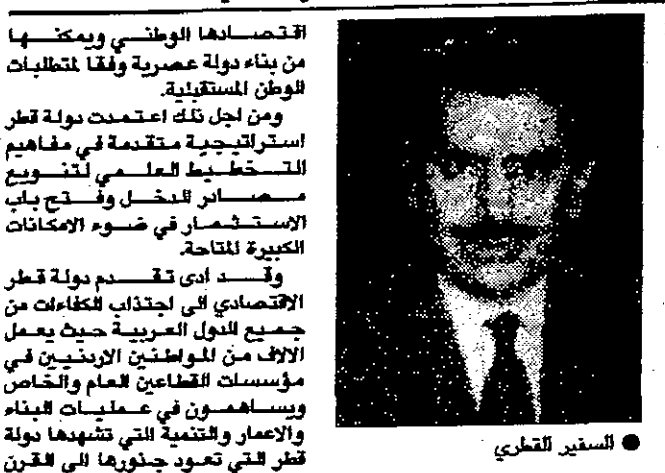 اقتصادها الوطني ويمكنها
من بناء دولة عصرية وفقا لمتطلبات
الوطن المستقبلية.
ومن اجل ذلك اعتمدت دولة قطر
استراتيجية متقدمة في مفاهيم
التخطيط العلمي لتنويع
مصادر الدخل وفتح باب
الاستثمار في ضوء الامكانات
الكبيرة المتاحة.
وقد ادى تقدم دولة قطر
الاقتصادي الى اجتذاب الكفاءات من
جميع الدول العربية حيث يعمل
الالاف من المواطنين الاردنيين في
مؤسسات القطاعين العام والخاص
ويساهمون في عمليات البناء
والاعمار والتنمية التي تشهدها دولة
قطر التي تعود جذورها الى القرن
● السفير القطري